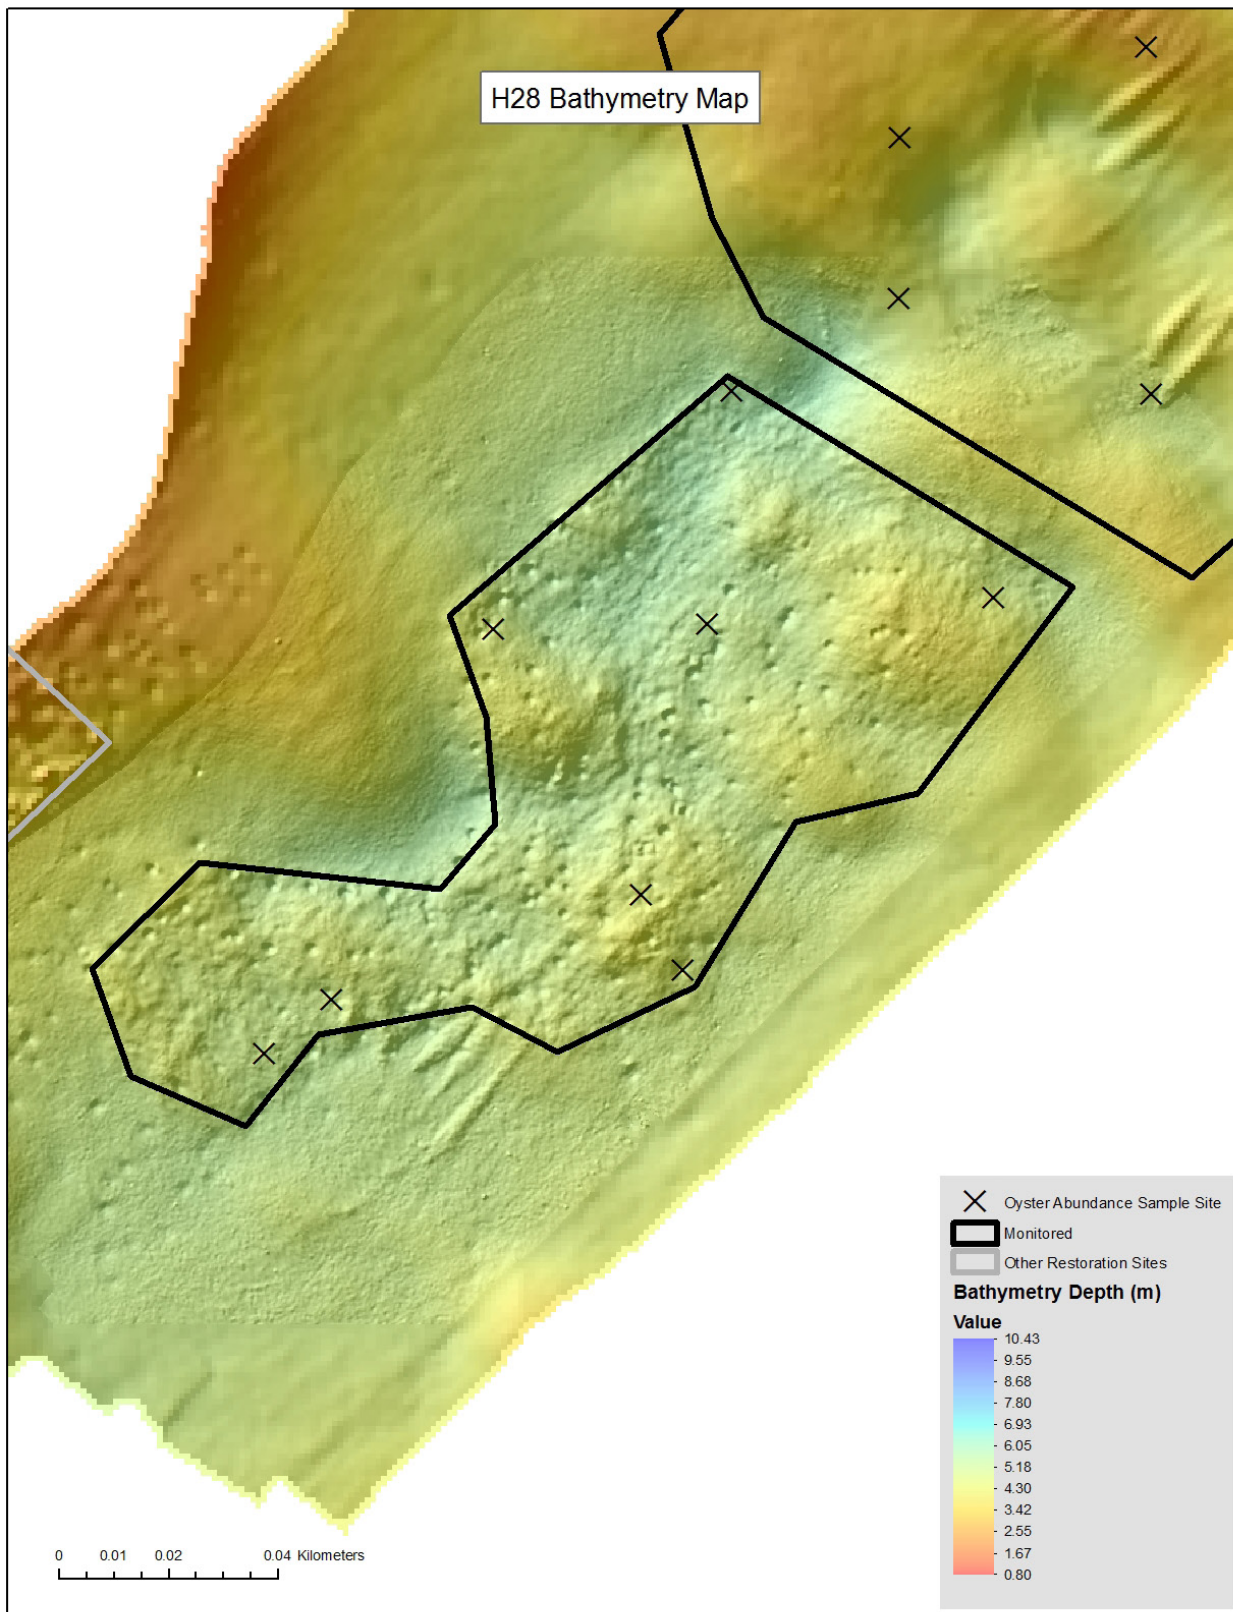 H28 Bathymetry Map
Oyster Abundance Sample Site
Monitored
Other Restoration Sites
Bathymetry Depth (m)
Value
10.43
9.55
8.68
7.80
6.93
6.05
5.18
4.30
3.42
2.55
1.67
0.80
0 0.01 0.02 0.04 Kilometers